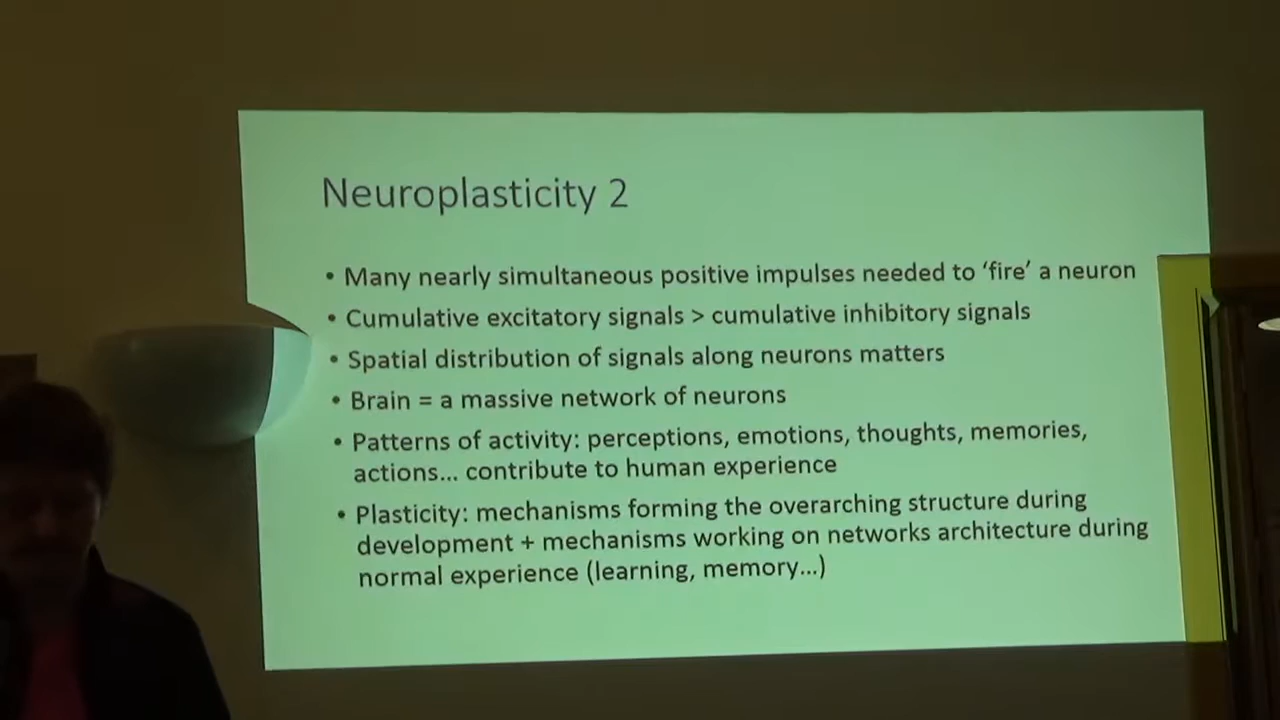 Neuroplasticity 2
• Many nearly simultaneous positive impulses needed to ‘fire’ a neuron
• Cumulative excitatory signals > cumulative inhibitory signals
• Spatial distribution of signals along neurons matters
• Brain = a massive network of neurons
• Patterns of activity: perceptions, emotions, thoughts, memories,
actions... contribute to human experience
• Plasticity: mechanisms forming the overarching structure during
development + mechanisms working on networks architecture during
normal experience (learning, memory...)